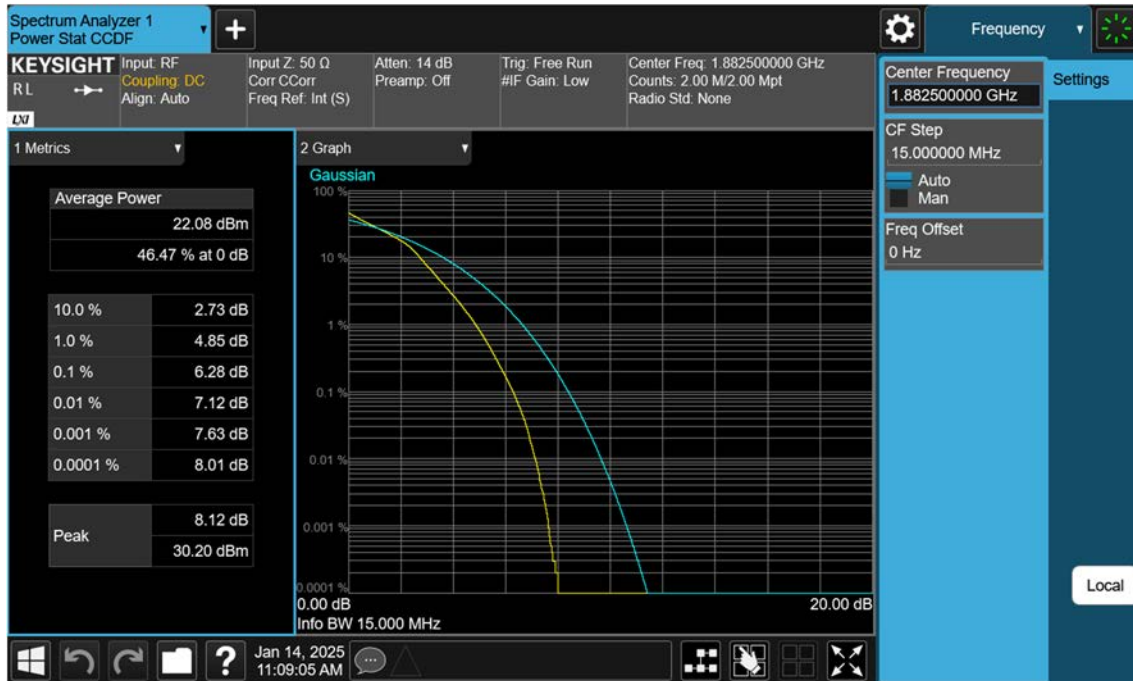 Spectrum Analyzer 1
Power Stat CCDF
Frequency
KEYSIGHT
RL
LXI
Input: RF
Coupling: DC
Align: Auto
Input Z: 50 Ω
Corr CCorr
Freq Ref: Int (S)
Atten: 14 dB
Preamp: Off
Trig: Free Run
#IF Gain: Low
Center Freq: 1.882500000 GHz
Counts: 2.00 M/2.00 Mpt
Radio Std: None
Center Frequency
1.882500000 GHz
Settings
CF Step
15.000000 MHz
Auto
Man
Freq Offset
0 Hz
Local
1 Metrics
Average Power
22.08 dBm
46.47 % at 0 dB
10.0 % 2.73 dB
1.0 % 4.85 dB
0.1 % 6.28 dB
0.01 % 7.12 dB
0.001 % 7.63 dB
0.0001 % 8.01 dB
Peak
8.12 dB
30.20 dBm
2 Graph
Gaussian
100 %
10 %
1 %
0.1 %
0.01 %
0.001 %
0.0001 %
0.00 dB 20.00 dB
Info BW 15.000 MHz
?
Jan 14, 2025
11:09:05 AM